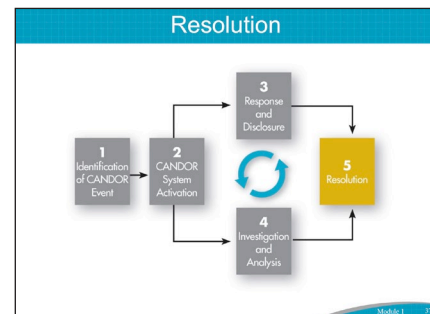 Resolution
1
Identification
of CANDOR
Event
2
CANDOR
System
Activation
3
Response
and
Disclosure
4
Investigation
and
Analysis
5
Resolution
Module 1